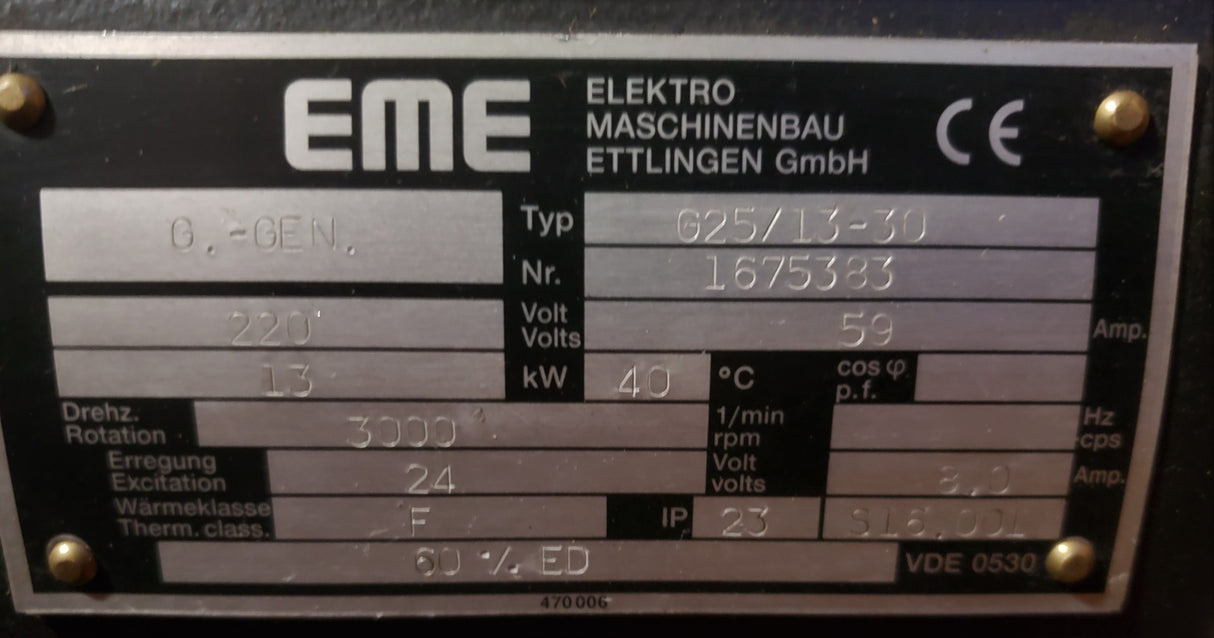 EME
ELEKTRO
MASCHINENBAU
ETTLINGEN GmbH
CE
G.-GEN.
Typ G25/13-30
Nr. 1675383
220 Volt Volts 59 Amp.
13 kW 40 °C cos φ p.f.
Drehz. Rotation 3000 1/min rpm Hz cps
Erregung Excitation 24 Volt volts 8,0 Amp.
Wärmeklasse Therm. class. F IP 23 S16.001
60 % ED VDE 0530
470 006